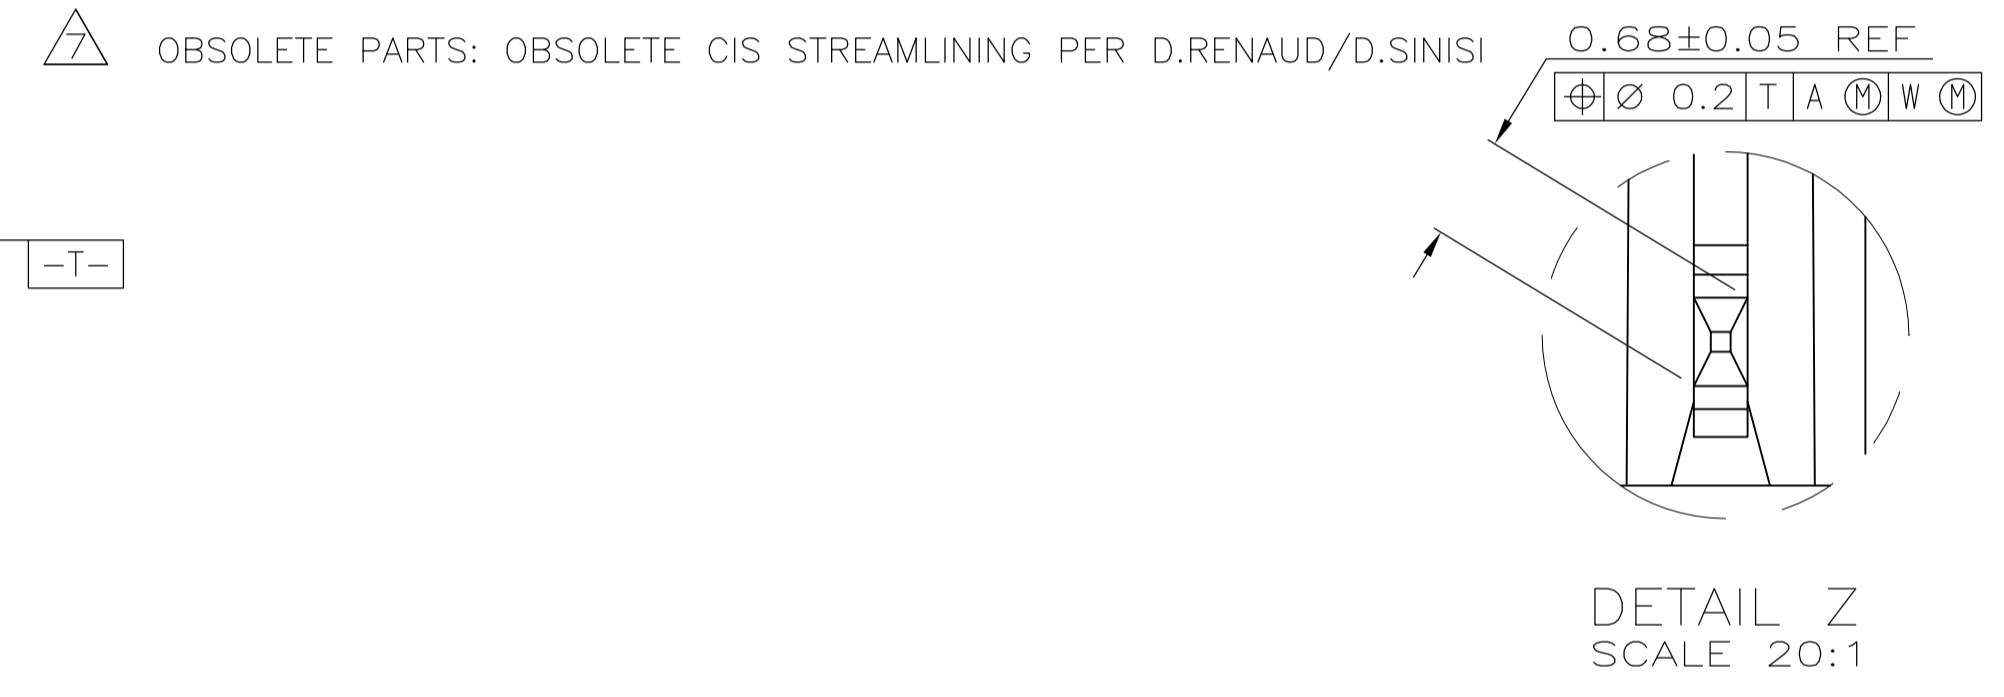 7 OBSOLETE PARTS: OBSOLETE CIS STREAMLINING PER D.RENAUD/D.SINISI
0.68±0.05 REF
⌖ Ø 0.2 T A Ⓜ W Ⓜ
-T-
DETAIL Z
SCALE 20:1